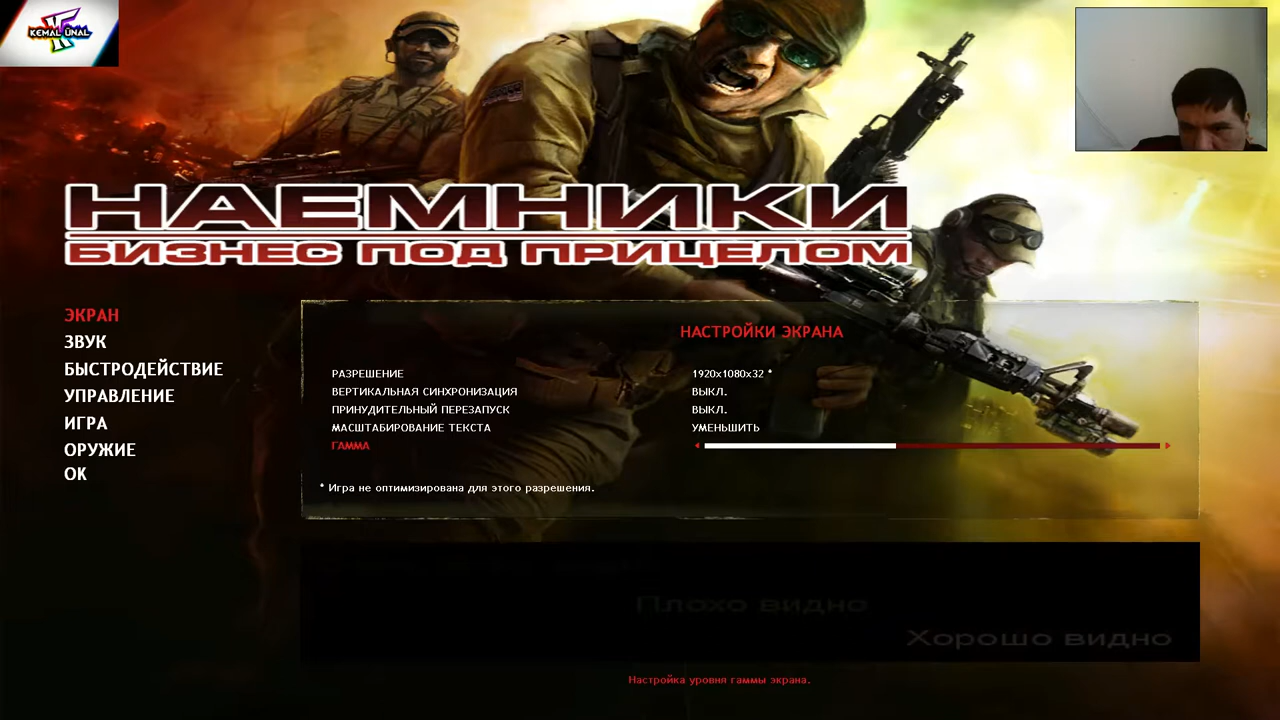 KEMAL ÜNAL
НАЕМНИКИ
БИЗНЕС ПОД ПРИЦЕЛОМ
ЭКРАН
ЗВУК
БЫСТРОДЕЙСТВИЕ
УПРАВЛЕНИЕ
ИГРА
ОРУЖИЕ
OK
НАСТРОЙКИ ЭКРАНА
РАЗРЕШЕНИЕ 1920x1080x32 *
ВЕРТИКАЛЬНАЯ СИНХРОНИЗАЦИЯ ВЫКЛ.
ПРИНУДИТЕЛЬНЫЙ ПЕРЕЗАПУСК ВЫКЛ.
МАСШТАБИРОВАНИЕ ТЕКСТА УМЕНЬШИТЬ
ГАММА
* Игра не оптимизирована для этого разрешения.
Плохо видно
Хорошо видно
Настройка уровня гаммы экрана.